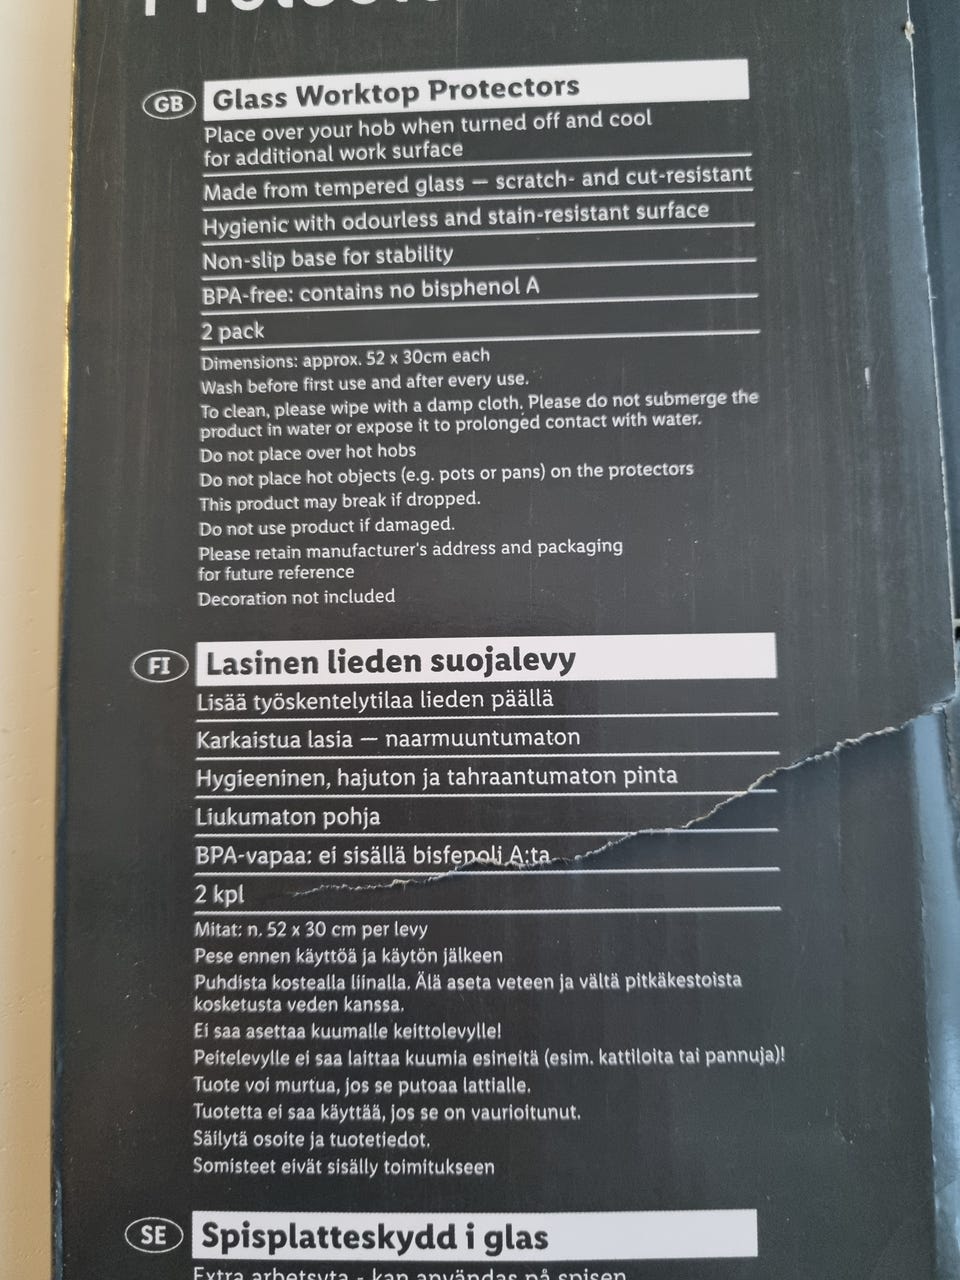 GB
Glass Worktop Protectors
Place over your hob when turned off and cool
for additional work surface
Made from tempered glass — scratch- and cut-resistant
Hygienic with odourless and stain-resistant surface
Non-slip base for stability
BPA-free: contains no bisphenol A
2 pack
Dimensions: approx. 52 x 30cm each
Wash before first use and after every use.
To clean, please wipe with a damp cloth. Please do not submerge the
product in water or expose it to prolonged contact with water.
Do not place over hot hobs
Do not place hot objects (e.g. pots or pans) on the protectors
This product may break if dropped.
Do not use product if damaged.
Please retain manufacturer's address and packaging
for future reference
Decoration not included
FI
Lasinen lieden suojalevy
Lisää työskentelytilaa lieden päällä
Karkaistua lasia — naarmuuntumaton
Hygieeninen, hajuton ja tahraantumaton pinta
Liukumaton pohja
BPA-vapaa: ei sisällä bisfenoli A:ta
2 kpl
Mitat: n. 52 x 30 cm per levy
Pese ennen käyttöä ja käytön jälkeen
Puhdista kostealla liinalla. Älä aseta veteen ja vältä pitkäkestoista
kosketusta veden kanssa.
Ei saa asettaa kuumalle keittolevylle!
Peitelevylle ei saa laittaa kuumia esineitä (esim. kattiloita tai pannuja)!
Tuote voi murtua, jos se putoaa lattialle.
Tuotetta ei saa käyttää, jos se on vaurioitunut.
Säilytä osoite ja tuotetiedot.
Somisteet eivät sisälly toimitukseen
SE
Spisplatteskydd i glas
Extra arbetsyta - kan användas på spisen